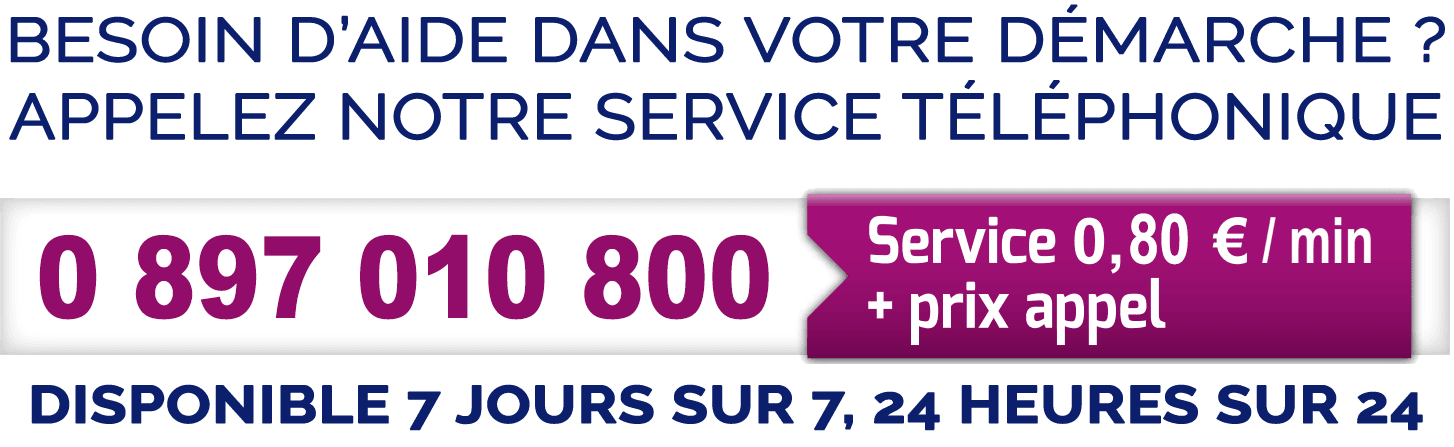 BESOIN D'AIDE DANS VOTRE DÉMARCHE ?
APPELEZ NOTRE SERVICE TÉLÉPHONIQUE
0 897 010 800
Service 0,80 € / min
+ prix appel
DISPONIBLE 7 JOURS SUR 7, 24 HEURES SUR 24